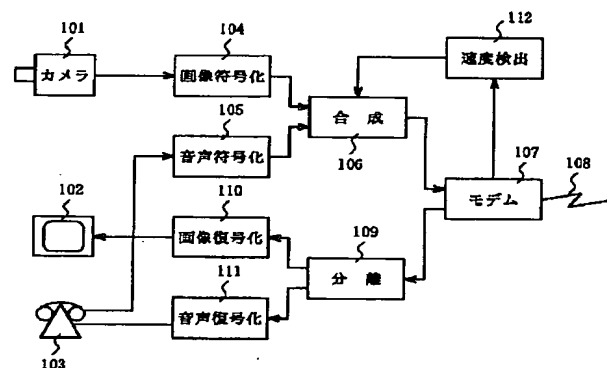 112
101
104
カメラ
画像符号化
速度検出
105
合成
音声符号化
106
107
108
モデム
102
110
109
画像復号化
分離
111
音声復号化
103